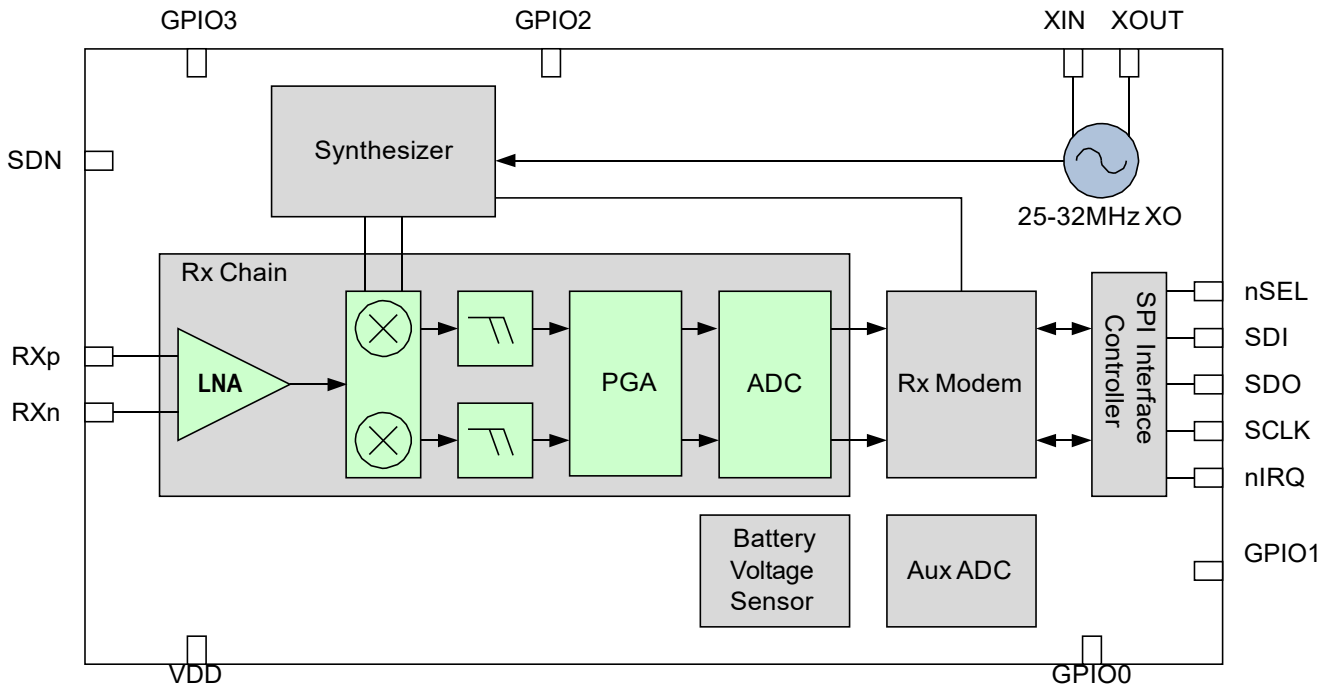 GPIO3
GPIO2
XIN
XOUT
Synthesizer
SDN
25-32MHz XO
Rx Chain
nSEL
SPI Interface
Controller
SDI
RXp
LNA
PGA
ADC
Rx Modem
SDO
RXn
SCLK
nIRQ
Battery
Voltage
Sensor
Aux ADC
GPIO1
VDD
GPIO0